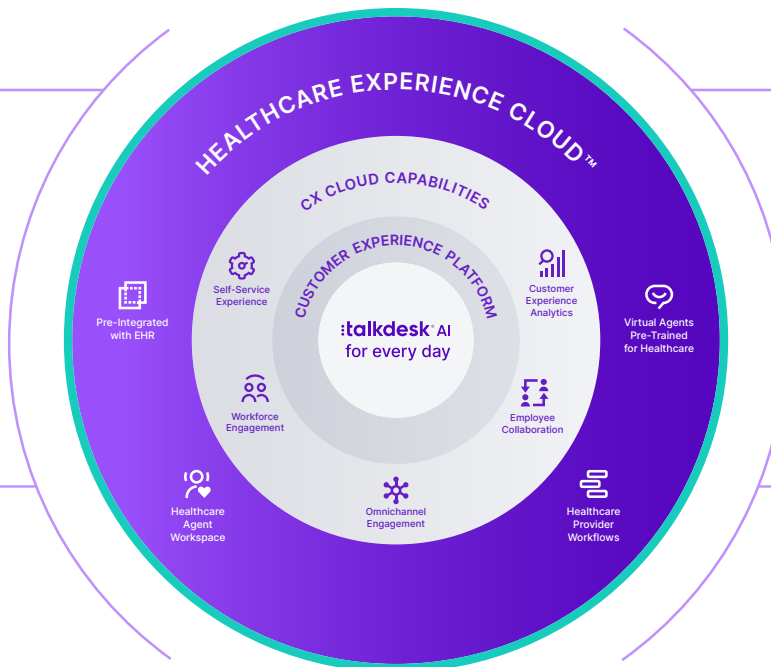 HEALTHCARE EXPERIENCE CLOUD™
CX CLOUD CAPABILITIES
CUSTOMER EXPERIENCE PLATFORM
talkdesk® AI
for every day
Self-Service
Experience
Customer
Experience
Analytics
Pre-Integrated
with EHR
Virtual Agents
Pre-Trained
for Healthcare
Workforce
Engagement
Employee
Collaboration
Healthcare
Agent
Workspace
Omnichannel
Engagement
Healthcare
Provider
Workflows